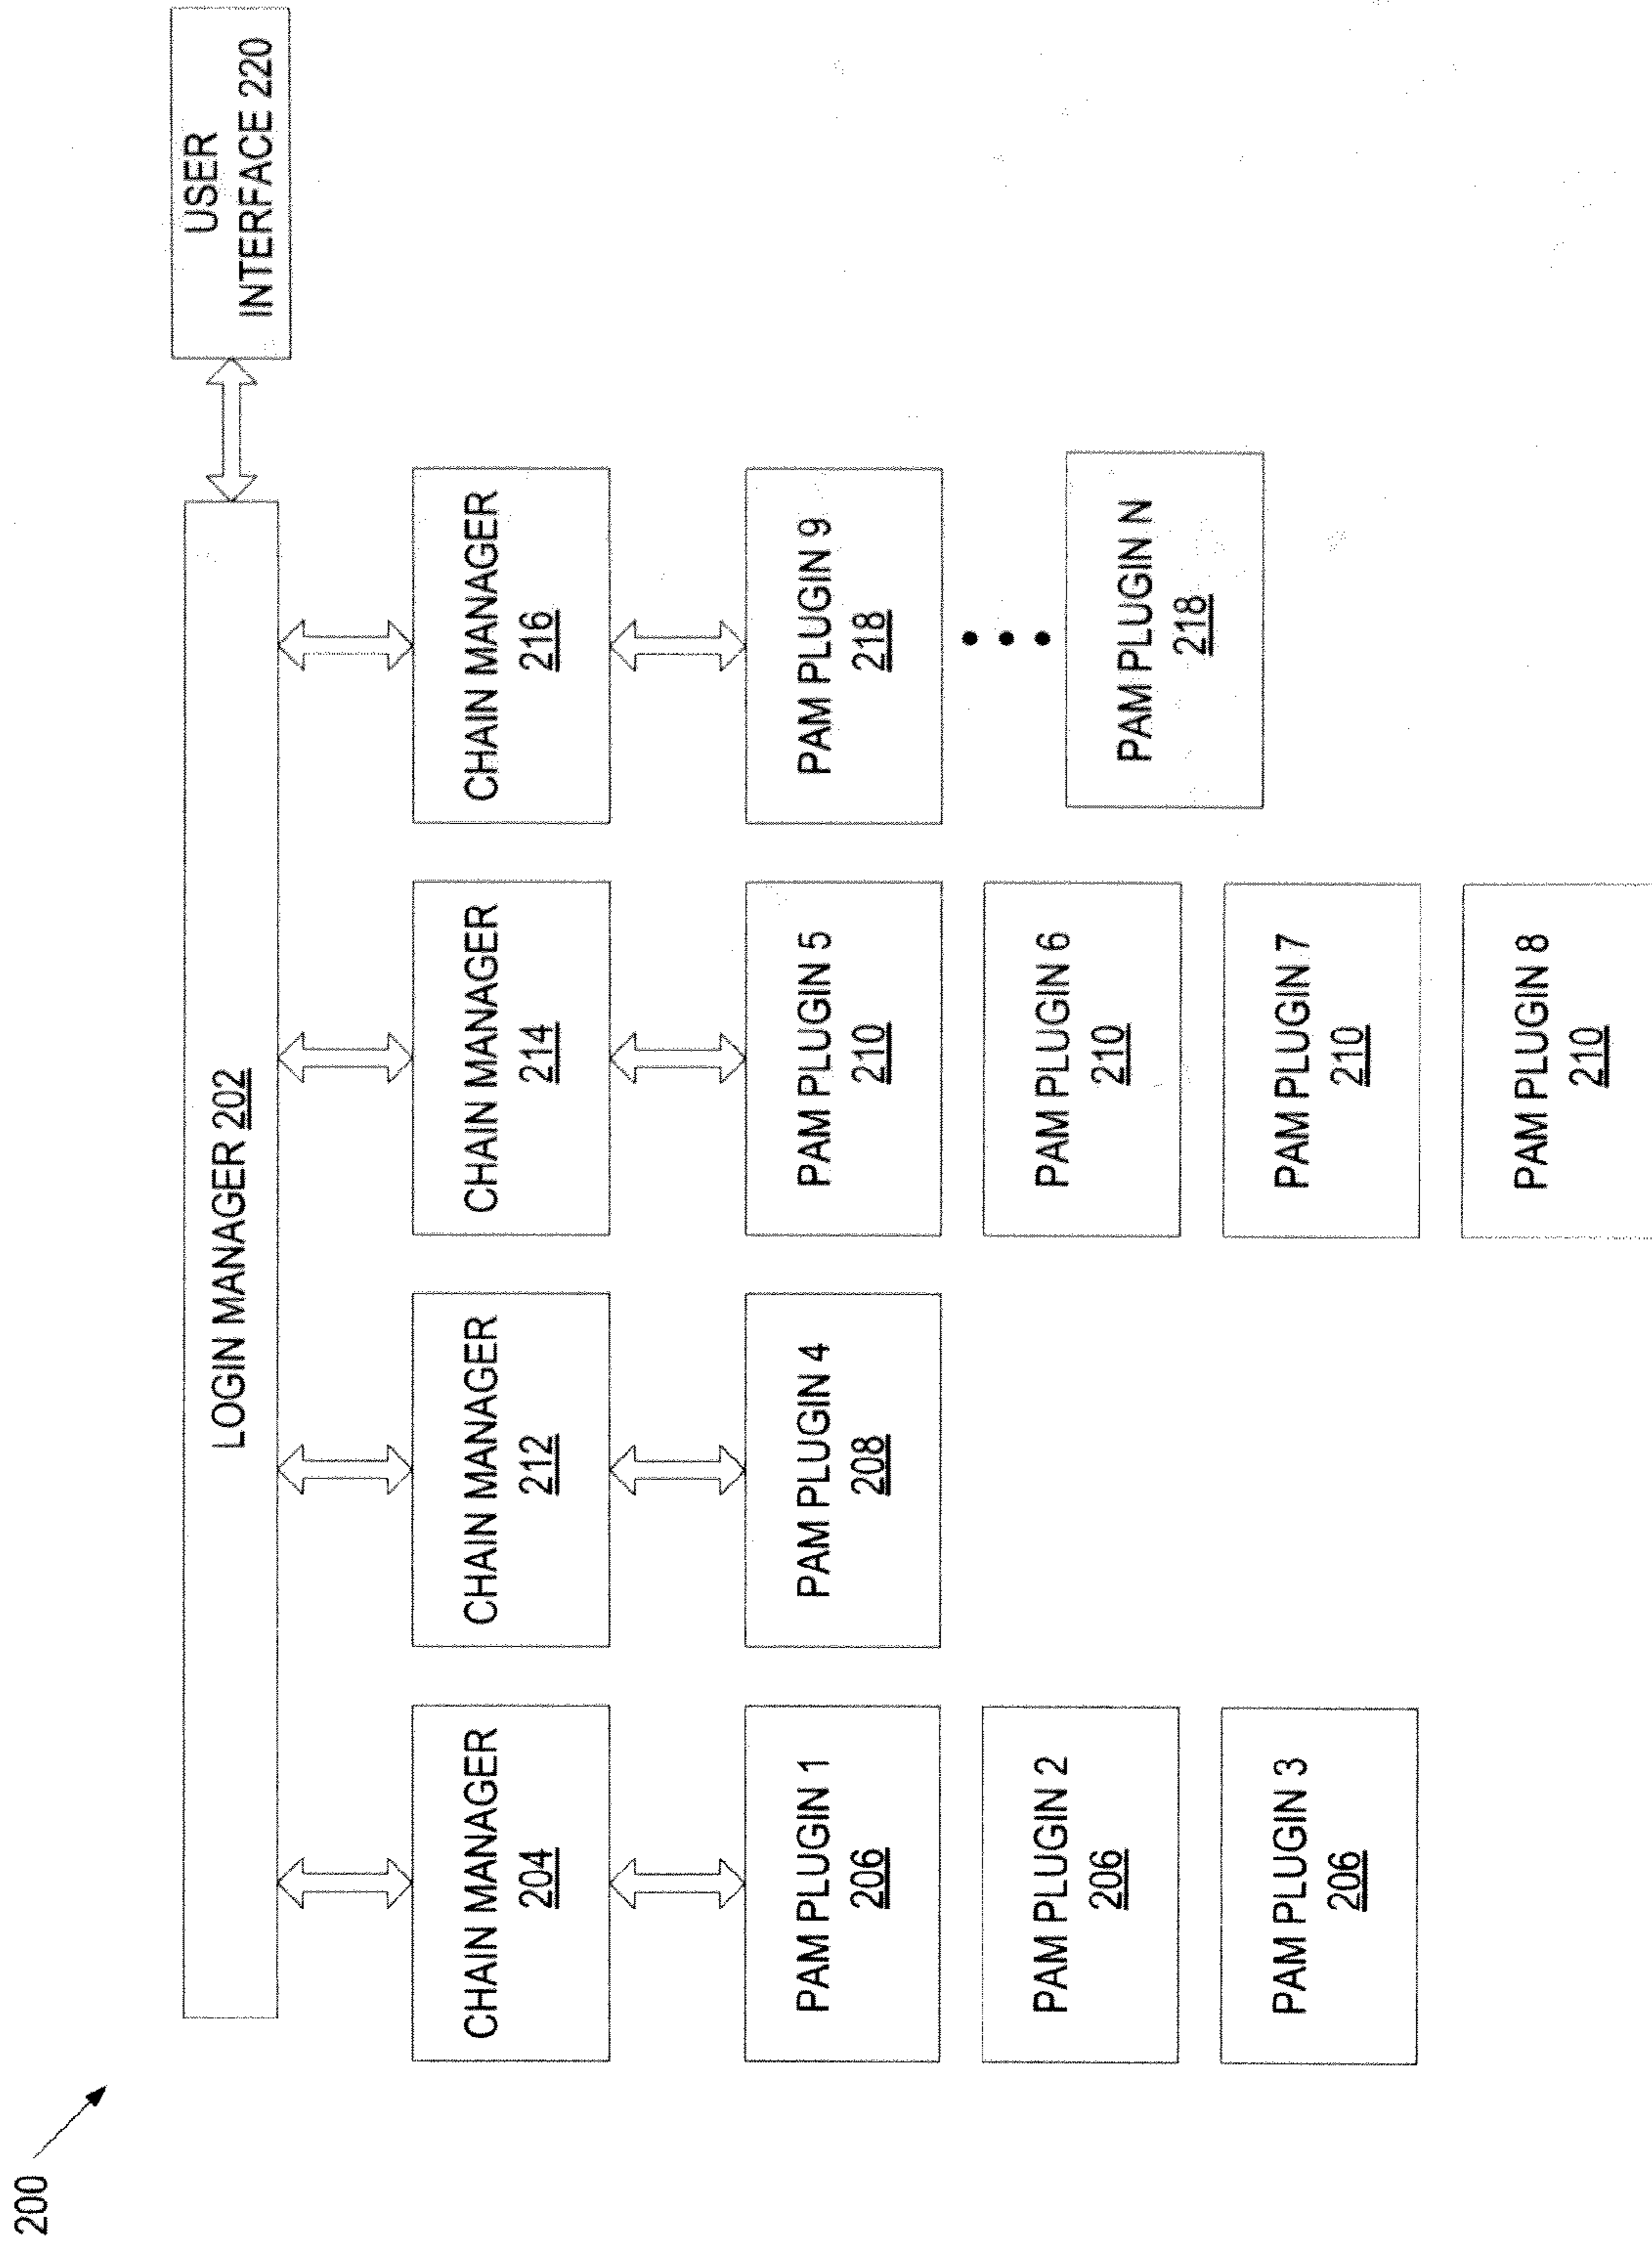 200
LOGIN MANAGER 202
USER
INTERFACE 220
CHAIN MANAGER
204
CHAIN MANAGER
212
CHAIN MANAGER
214
CHAIN MANAGER
216
PAM PLUGIN 1
206
PAM PLUGIN 4
208
PAM PLUGIN 5
210
PAM PLUGIN 9
218
PAM PLUGIN 2
206
PAM PLUGIN 6
210
PAM PLUGIN N
218
PAM PLUGIN 3
206
PAM PLUGIN 7
210
PAM PLUGIN 8
210